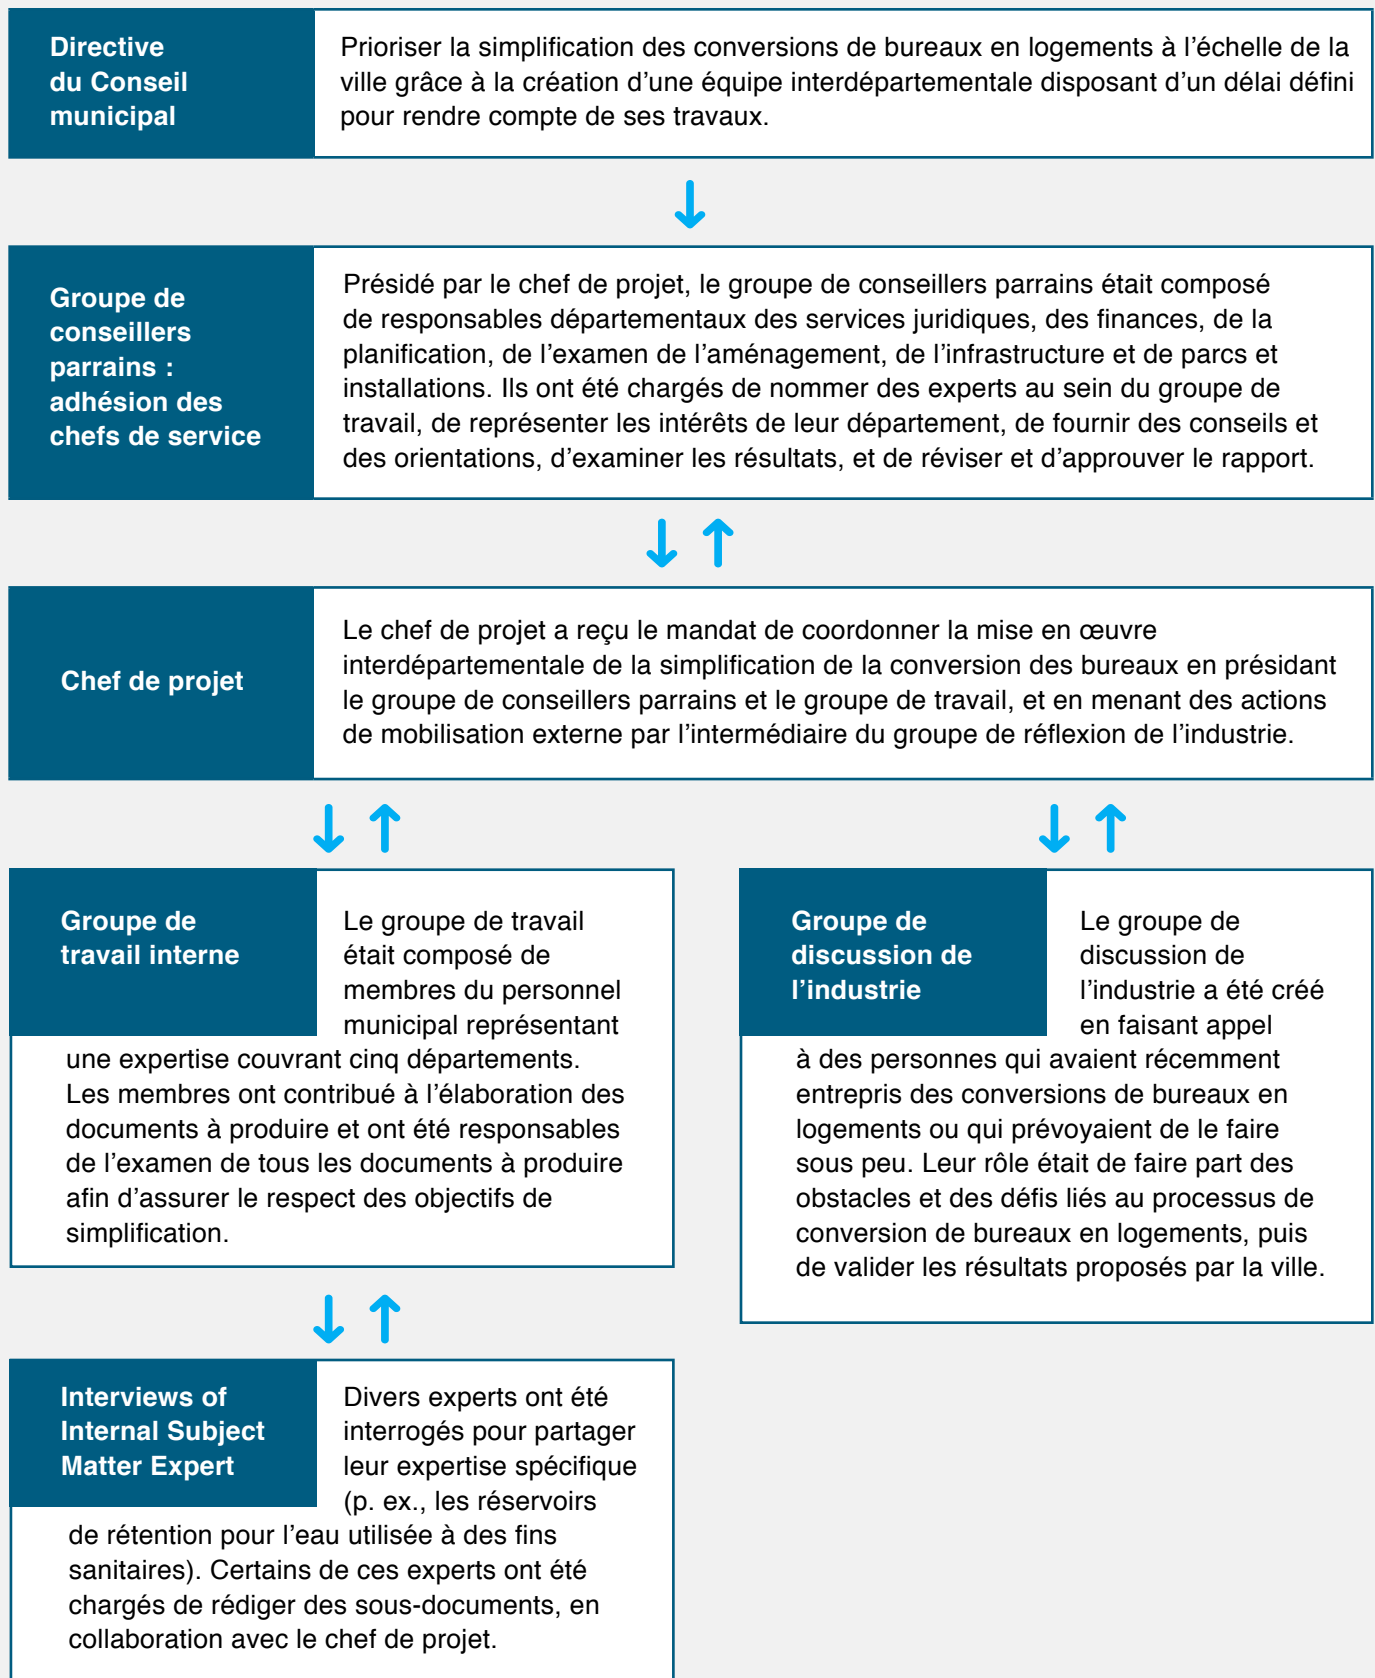 Directive
du Conseil
municipal
Prioriser la simplification des conversions de bureaux en logements à l’échelle de la
ville grâce à la création d’une équipe interdépartementale disposant d’un délai défini
pour rendre compte de ses travaux.
Groupe de
conseillers
parrains :
adhésion des
chefs de service
Présidé par le chef de projet, le groupe de conseillers parrains était composé
de responsables départementaux des services juridiques, des finances, de la
planification, de l’examen de l’aménagement, de l’infrastructure et de parcs et
installations. Ils ont été chargés de nommer des experts au sein du groupe de
travail, de représenter les intérêts de leur département, de fournir des conseils et
des orientations, d’examiner les résultats, et de réviser et d’approuver le rapport.
Chef de projet
Le chef de projet a reçu le mandat de coordonner la mise en œuvre
interdépartementale de la simplification de la conversion des bureaux en présidant
le groupe de conseillers parrains et le groupe de travail, et en menant des actions
de mobilisation externe par l’intermédiaire du groupe de réflexion de l’industrie.
Groupe de
travail interne
Le groupe de travail
était composé de
membres du personnel
municipal représentant
une expertise couvrant cinq départements.
Les membres ont contribué à l’élaboration des
documents à produire et ont été responsables
de l’examen de tous les documents à produire
afin d’assurer le respect des objectifs de
simplification.
Groupe de
discussion de
l’industrie
Le groupe de
discussion de
l’industrie a été créé
en faisant appel
à des personnes qui avaient récemment
entrepris des conversions de bureaux en
logements ou qui prévoyaient de le faire
sous peu. Leur rôle était de faire part des
obstacles et des défis liés au processus de
conversion de bureaux en logements, puis
de valider les résultats proposés par la ville.
Interviews of
Internal Subject
Matter Expert
Divers experts ont été
interrogés pour partager
leur expertise spécifique
(p. ex., les réservoirs
de rétention pour l’eau utilisée à des fins
sanitaires). Certains de ces experts ont été
chargés de rédiger des sous-documents, en
collaboration avec le chef de projet.